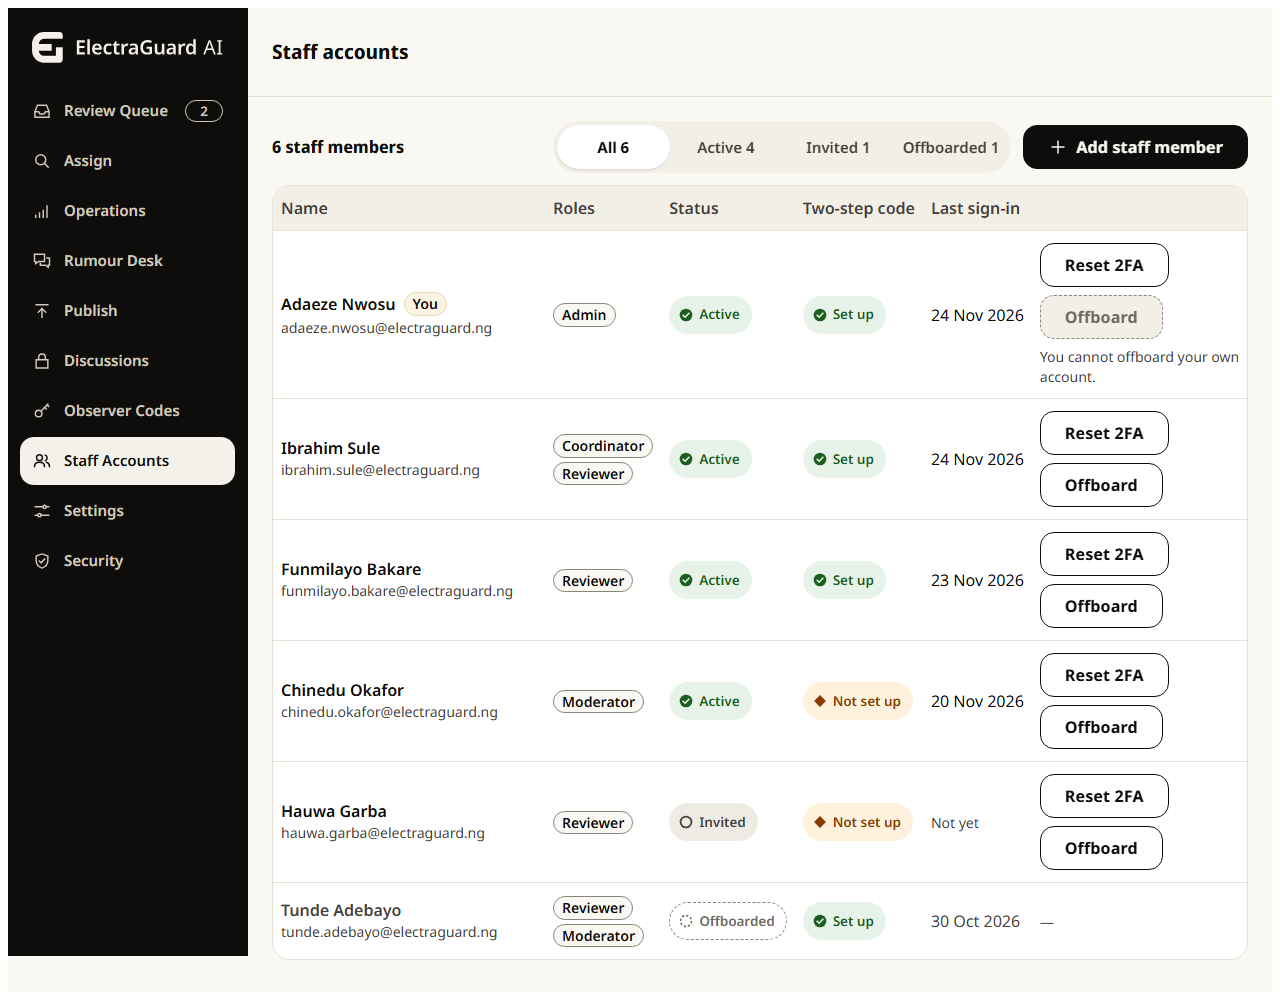 ElectraGuard AI
Review Queue 2
Assign
Operations
Rumour Desk
Publish
Discussions
Observer Codes
Staff Accounts
Settings
Security
Staff accounts
6 staff members
All 6 Active 4 Invited 1 Offboarded 1
Add staff member
Name Roles Status Two-step code Last sign-in
Adaeze Nwosu You
adaeze.nwosu@electraguard.ng
Admin
Active
Set up
24 Nov 2026
Reset 2FA
Offboard
You cannot offboard your own
account.
Ibrahim Sule
ibrahim.sule@electraguard.ng
Coordinator
Reviewer
Active
Set up
24 Nov 2026
Reset 2FA
Offboard
Funmilayo Bakare
funmilayo.bakare@electraguard.ng
Reviewer
Active
Set up
23 Nov 2026
Reset 2FA
Offboard
Chinedu Okafor
chinedu.okafor@electraguard.ng
Moderator
Active
Not set up
20 Nov 2026
Reset 2FA
Offboard
Hauwa Garba
hauwa.garba@electraguard.ng
Reviewer
Invited
Not set up
Not yet
Reset 2FA
Offboard
Tunde Adebayo
tunde.adebayo@electraguard.ng
Reviewer
Moderator
Offboarded
Set up
30 Oct 2026
—